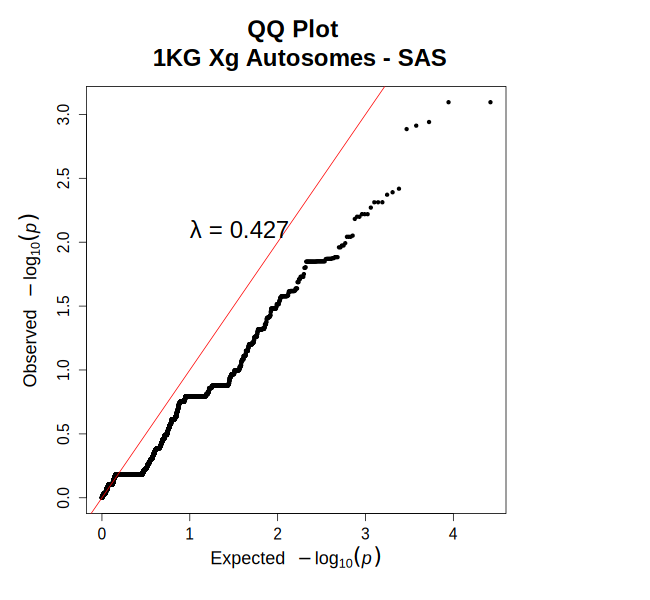 QQ Plot
1KG Xg Autosomes - SAS
λ = 0.427
Observed −log10(p)
3.0
2.5
2.0
1.5
1.0
0.5
0.0
0 1 2 3 4
Expected −log10(p)